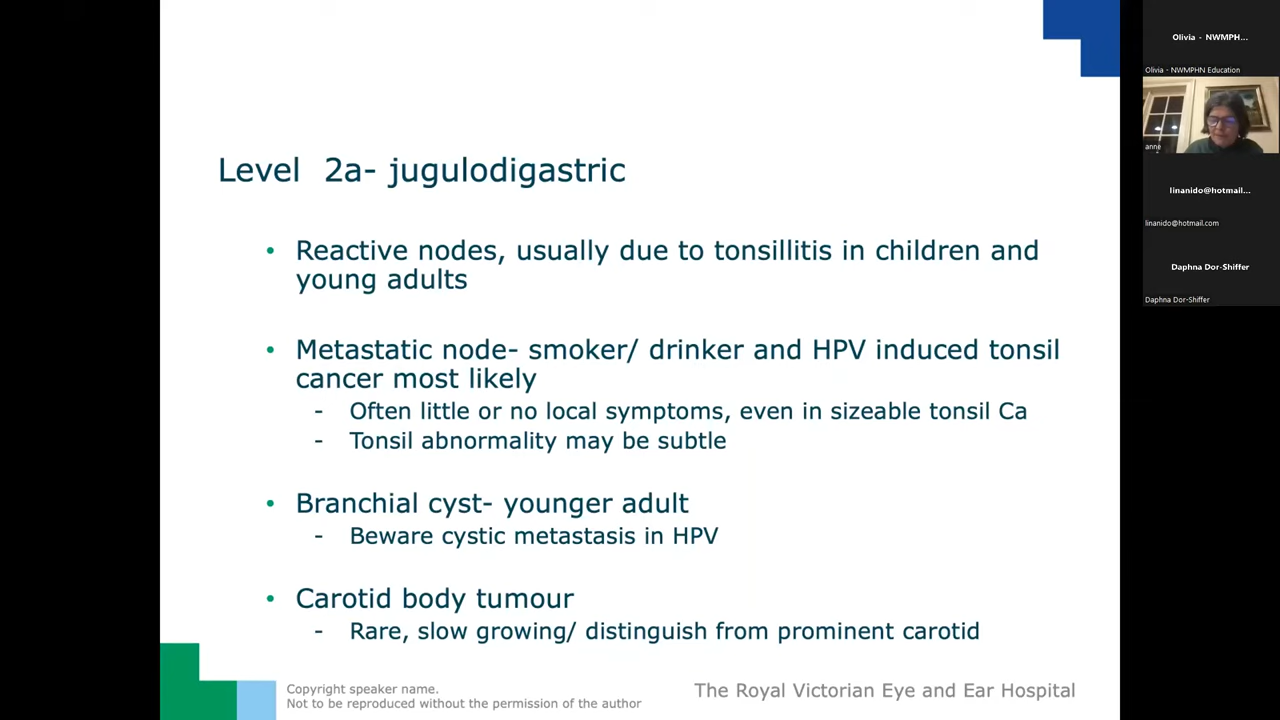 Level 2a- jugulodigastric
• Reactive nodes, usually due to tonsillitis in children and
young adults
• Metastatic node- smoker/ drinker and HPV induced tonsil
cancer most likely
- Often little or no local symptoms, even in sizeable tonsil Ca
- Tonsil abnormality may be subtle
• Branchial cyst- younger adult
- Beware cystic metastasis in HPV
• Carotid body tumour
- Rare, slow growing/ distinguish from prominent carotid
Copyright speaker name.
Not to be reproduced without the permission of the author
The Royal Victorian Eye and Ear Hospital
Olivia - NWMPH...
Olivia - NWMPHN Education
anne
linanido@hotmail...
linanido@hotmail.com
Daphna Dor-Shiffer
Daphna Dor-Shiffer